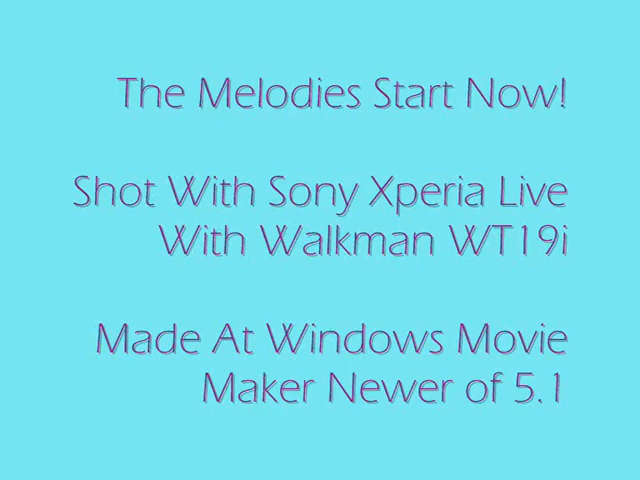 The Melodies Start Now!
Shot With Sony Xperia Live
With Walkman WT19i
Made At Windows Movie
Maker Newer of 5.1